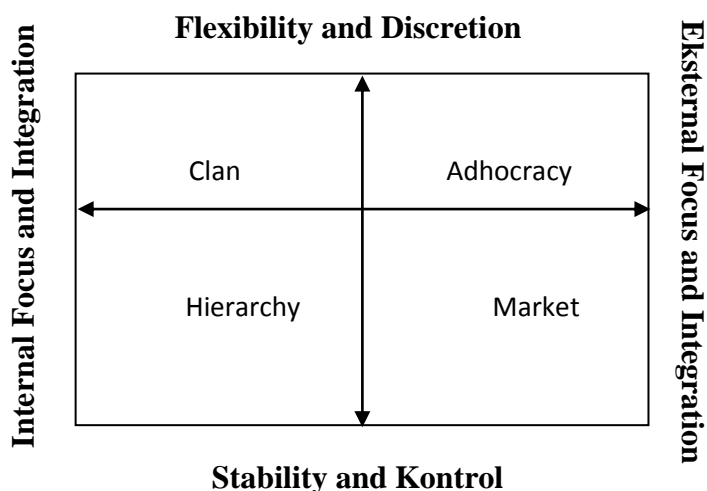 Flexibility and Discretion
Internal Focus and Integration
Eksternal Focus and Integration
Clan
Adhocracy
Hierarchy
Market
Stability and Kontrol